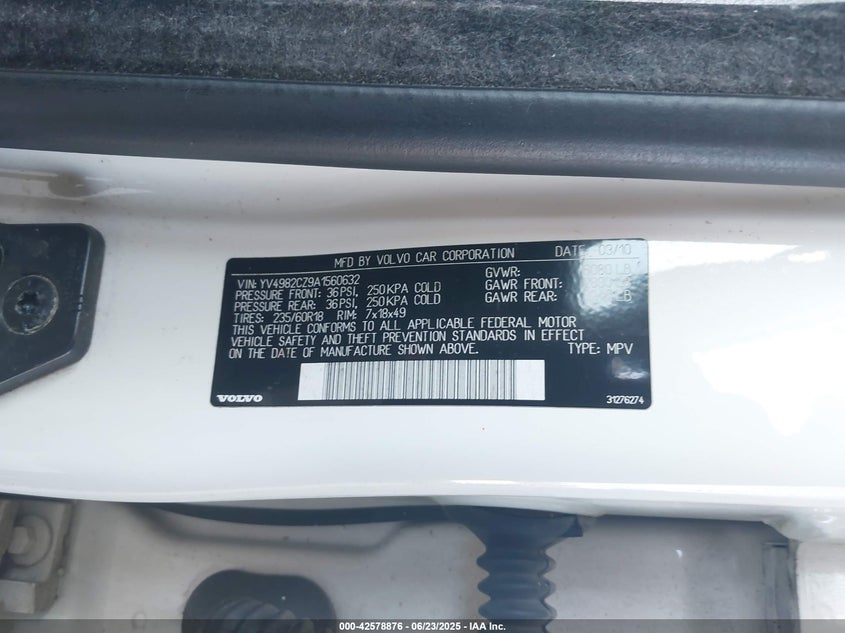 MFD BY VOLVO CAR CORPORATION DATE: 03/10
VIN: YV4982CZ9A1560632 GVWR: LB
PRESSURE FRONT: 36PSI, 250KPA COLD GAWR FRONT:
PRESSURE REAR: 36PSI, 250KPA COLD GAWR REAR: LB
TIRES: 235/60R18 RIM: 7x18x49
THIS VEHICLE CONFORMS TO ALL APPLICABLE FEDERAL MOTOR
VEHICLE SAFETY AND THEFT PREVENTION STANDARDS IN EFFECT
ON THE DATE OF MANUFACTURE SHOWN ABOVE. TYPE: MPV
VOLVO 31276274
000-42578876 - 06/23/2025 - IAA Inc.